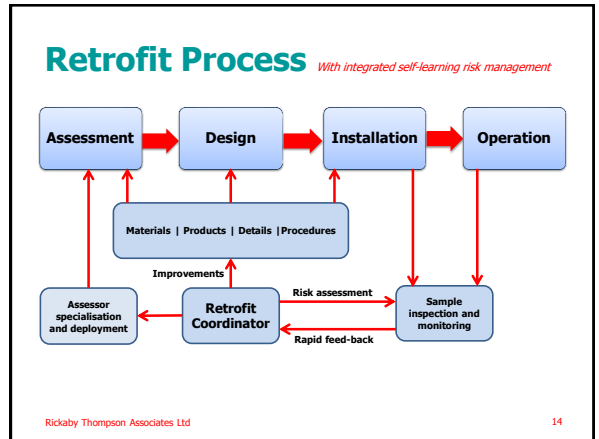 Retrofit Process With integrated self-learning risk management
Assessment
Design
Installation
Operation
Materials | Products | Details |Procedures
Improvements
Assessor
specialisation
and deployment
Retrofit
Coordinator
Risk assessment
Rapid feed-back
Sample
inspection and
monitoring
Rickaby Thompson Associates Ltd
14